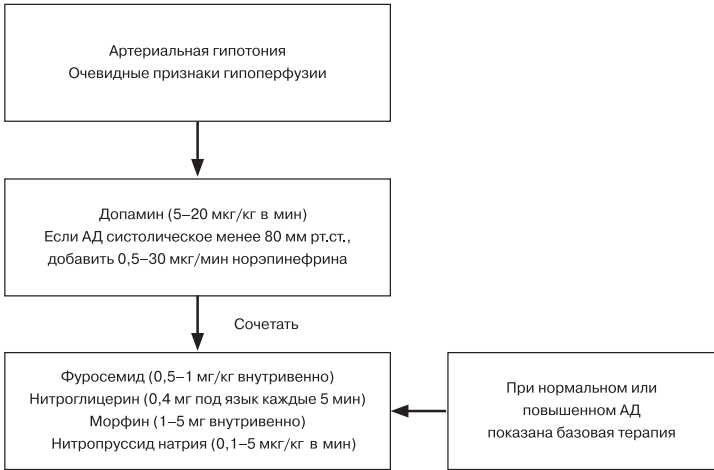 Артериальная гипотония
Очевидные признаки гипоперфузии
Допамин (5–20 мкг/кг в мин)
Если АД систолическое менее 80 мм рт.ст.,
добавить 0,5–30 мкг/мин норэпинефрина
Сочетать
Фуросемид (0,5–1 мг/кг внутривенно)
Нитроглицерин (0,4 мг под язык каждые 5 мин)
Морфин (1–5 мг внутривенно)
Нитропруссид натрия (0,1–5 мкг/кг в мин)
При нормальном или
повышенном АД
показана базовая терапия